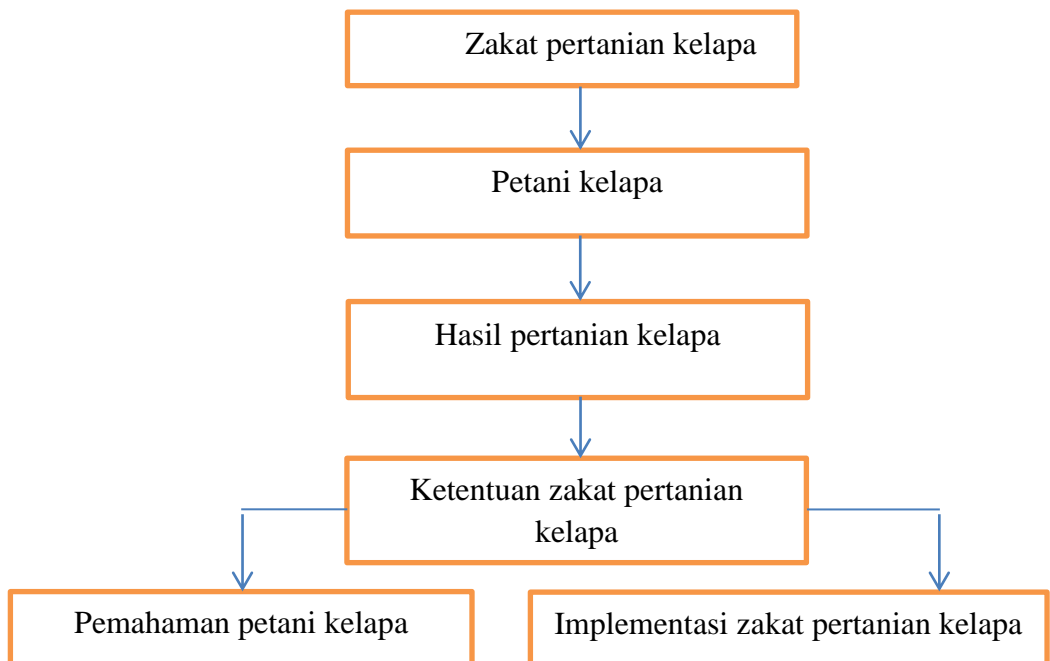 Zakat pertanian kelapa
Petani kelapa
Hasil pertanian kelapa
Ketentuan zakat pertanian
kelapa
Pemahaman petani kelapa
Implementasi zakat pertanian kelapa